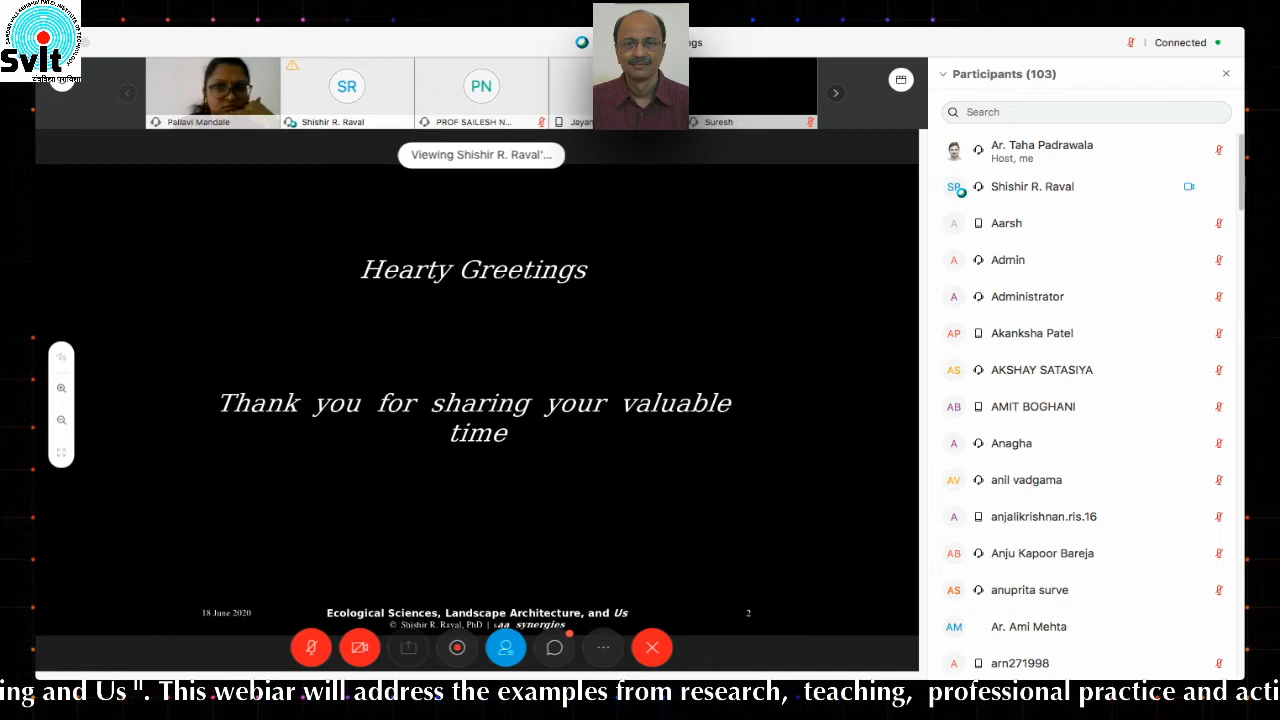 Svit
ngs
Connected
Participants (103)
Search
Pallavi Mandale
SR
Shishir R. Raval
PN
PROF SAILESH N...
Jayan
Suresh
Viewing Shishir R. Raval'...
Hearty Greetings
Thank you for sharing your valuable
time
18 June 2020
Ecological Sciences, Landscape Architecture, and Us
2
© Shishir R. Raval, PhD | saa_synergies
Ar. Taha Padrawala
Host, me
Shishir R. Raval
A Aarsh
A Admin
A Administrator
AP Akanksha Patel
AS AKSHAY SATASIYA
AB AMIT BOGHANI
A Anagha
AV anil vadgama
A anjalikrishnan.ris.16
AB Anju Kapoor Bareja
AS anuprita surve
AM Ar. Ami Mehta
A arn271998
ing and Us ". This webiar will address the examples from research, teaching, professional practice and acti